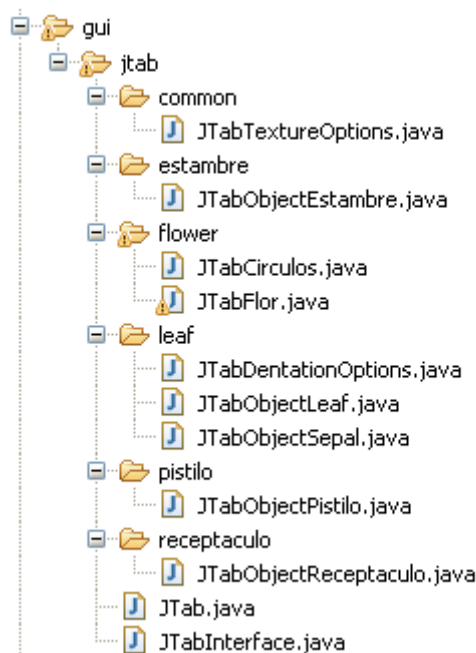 gui
jtab
common
JTabTextureOptions.java
estambre
JTabObjectEstambre.java
flower
JTabCirculos.java
JTabFlor.java
leaf
JTabDentationOptions.java
JTabObjectLeaf.java
JTabObjectSepal.java
pistilo
JTabObjectPistilo.java
receptaculo
JTabObjectReceptaculo.java
JTab.java
JTabInterface.java